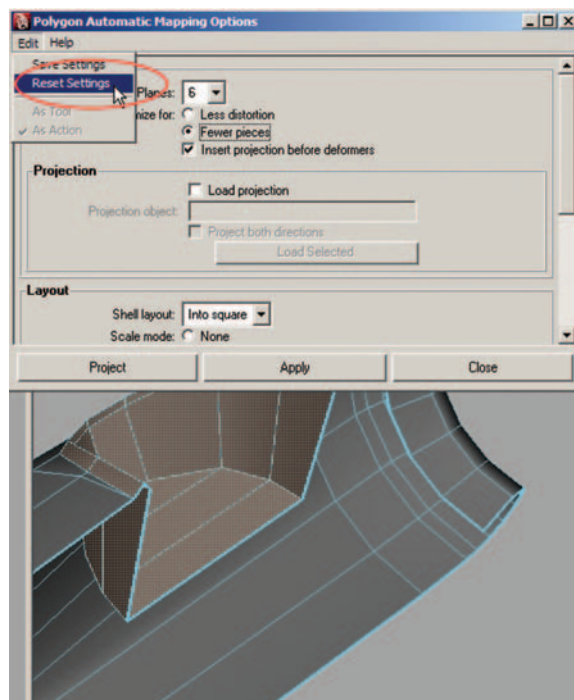 Polygon Automatic Mapping Options
Edit Help
Save Settings
Reset Settings
As Tool
As Action
Planes: 6
mize for: Less distortion
Fewer pieces
Insert projection before deformers
Projection
Load projection
Projection object:
Project both directions
Load Selected
Layout
Shell layout: Into square
Scale mode: None
Project Apply Close